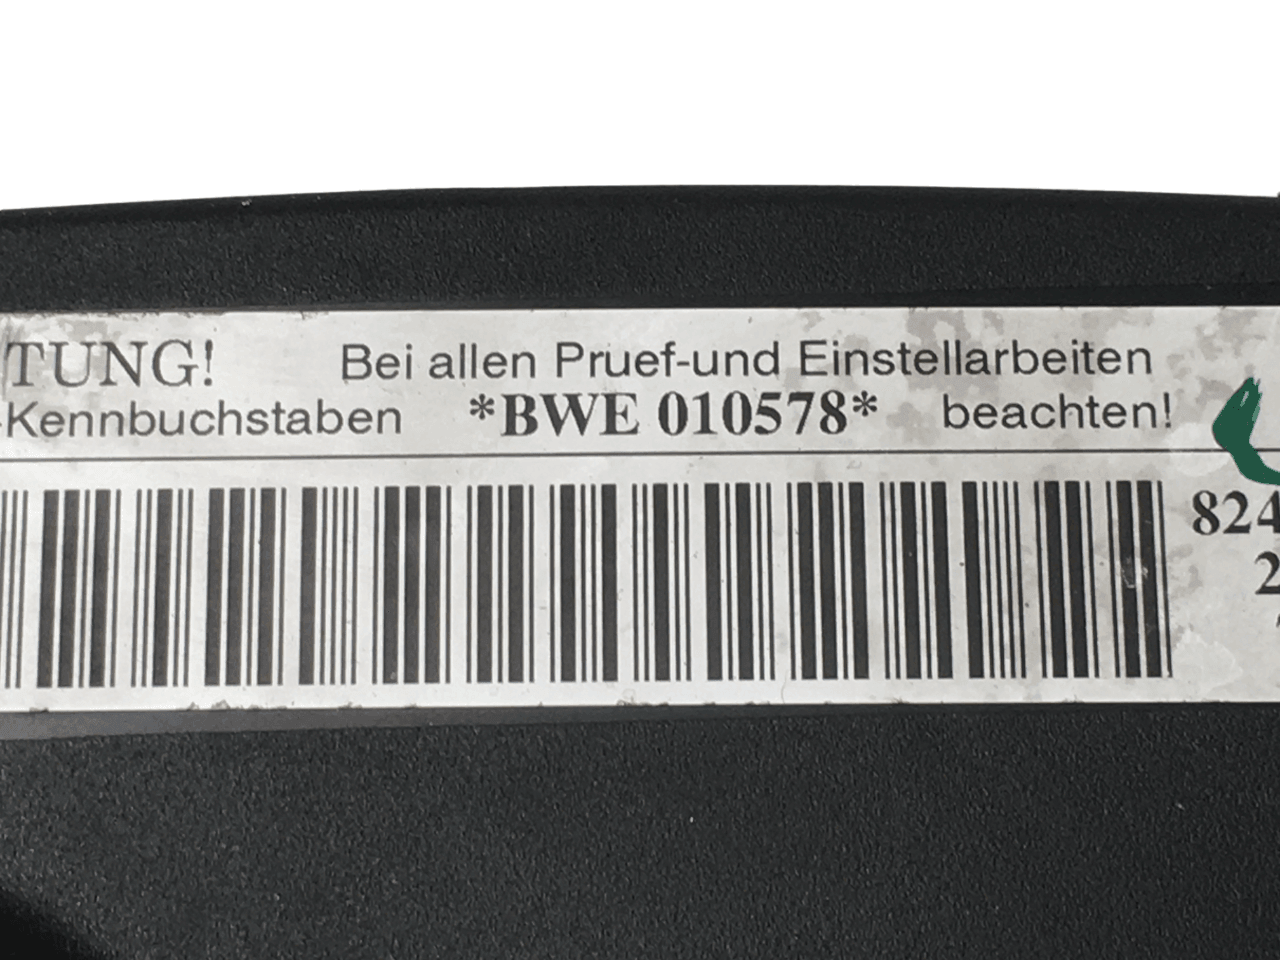 TUNG! Bei allen Pruef-und Einstellarbeiten
Kennbuchstaben *BWE 010578* beachten!
824
2